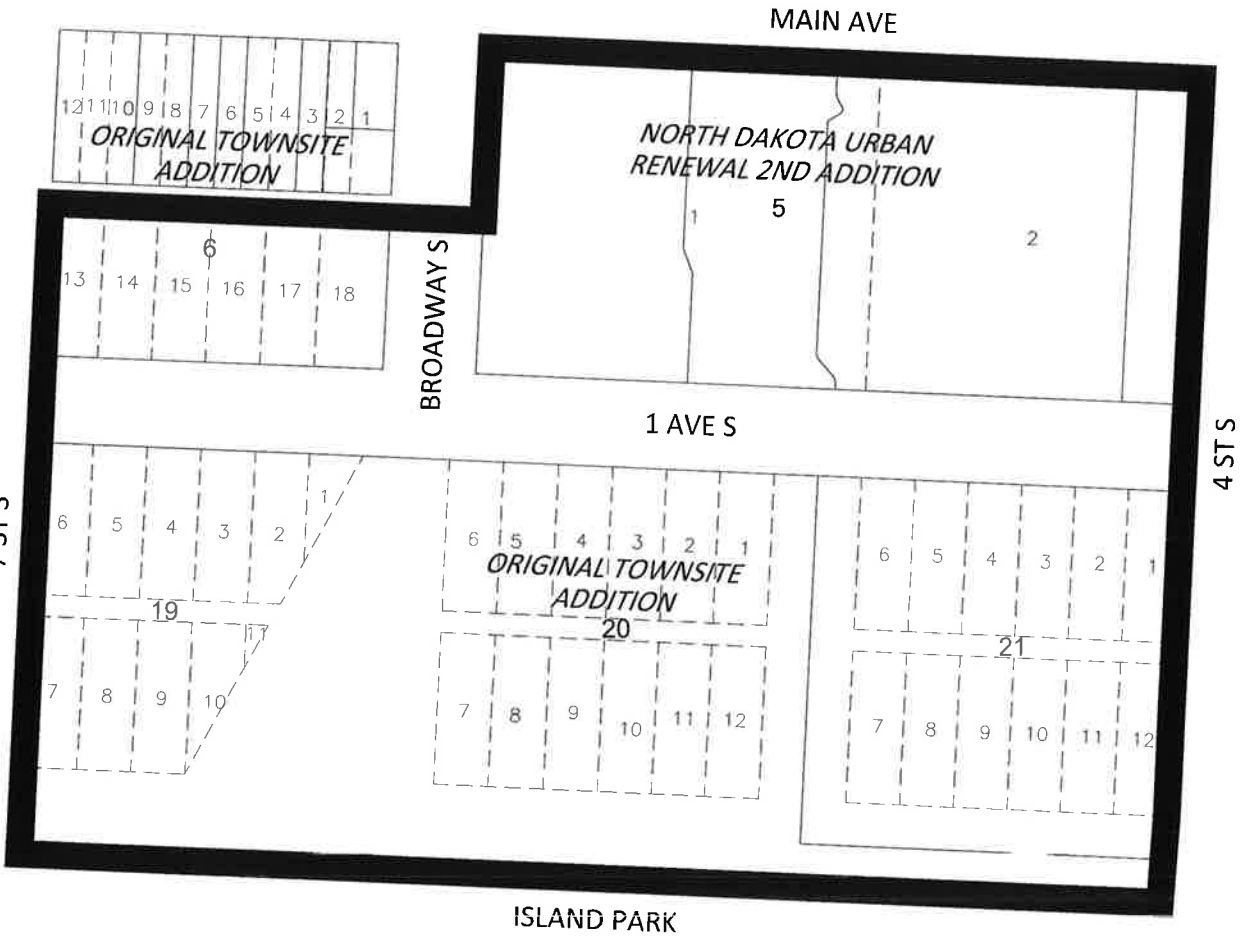 MAIN AVE
12 11 10 9 8 7 6 5 4 3 2 1
ORIGINAL TOWNSITE
ADDITION
NORTH DAKOTA URBAN
RENEWAL 2ND ADDITION
5
1
2
6
13 14 15 16 17 18
BROADWAY S
1 AVE S
4 ST S
6 5 4 3 2 1
19
11
7 8 9 10
6 5 4 3 2 1
ORIGINAL TOWNSITE
ADDITION
20
7 8 9 10 11 12
6 5 4 3 2 1
21
7 8 9 10 11 12
ST S
ISLAND PARK